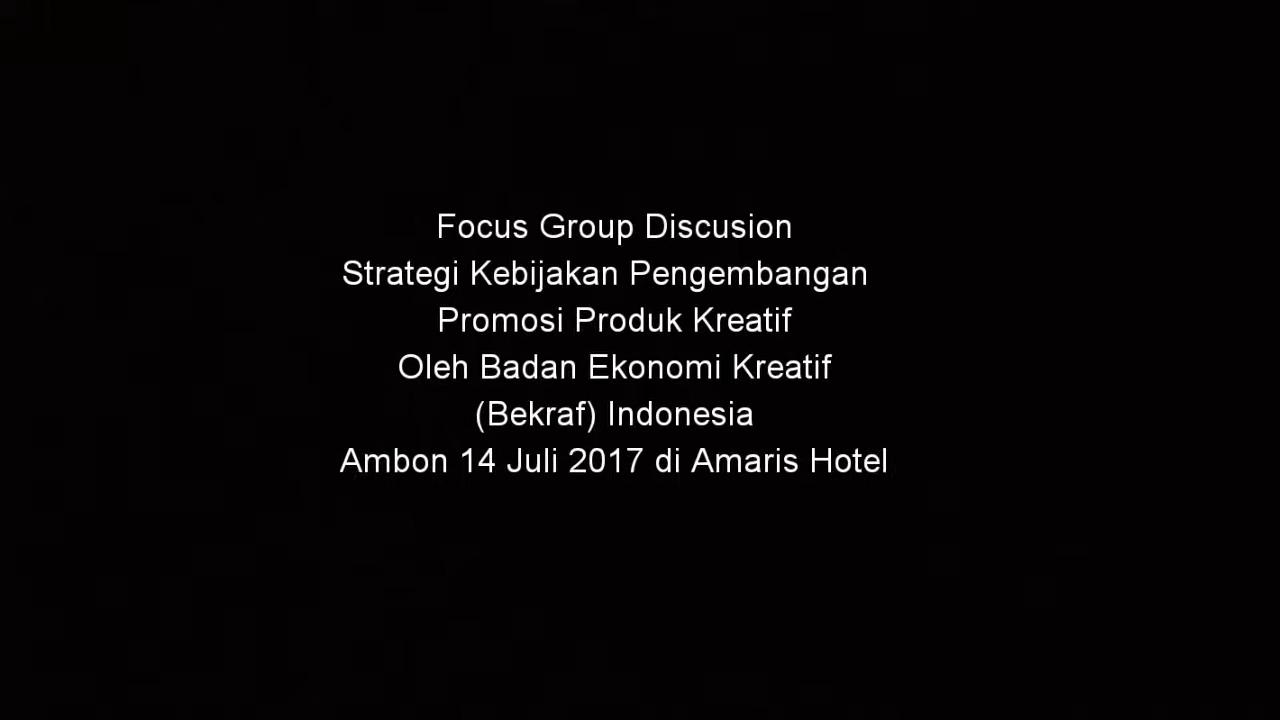 Focus Group Discusion
Strategi Kebijakan Pengembangan
Promosi Produk Kreatif
Oleh Badan Ekonomi Kreatif
(Bekraf) Indonesia
Ambon 14 Juli 2017 di Amaris Hotel